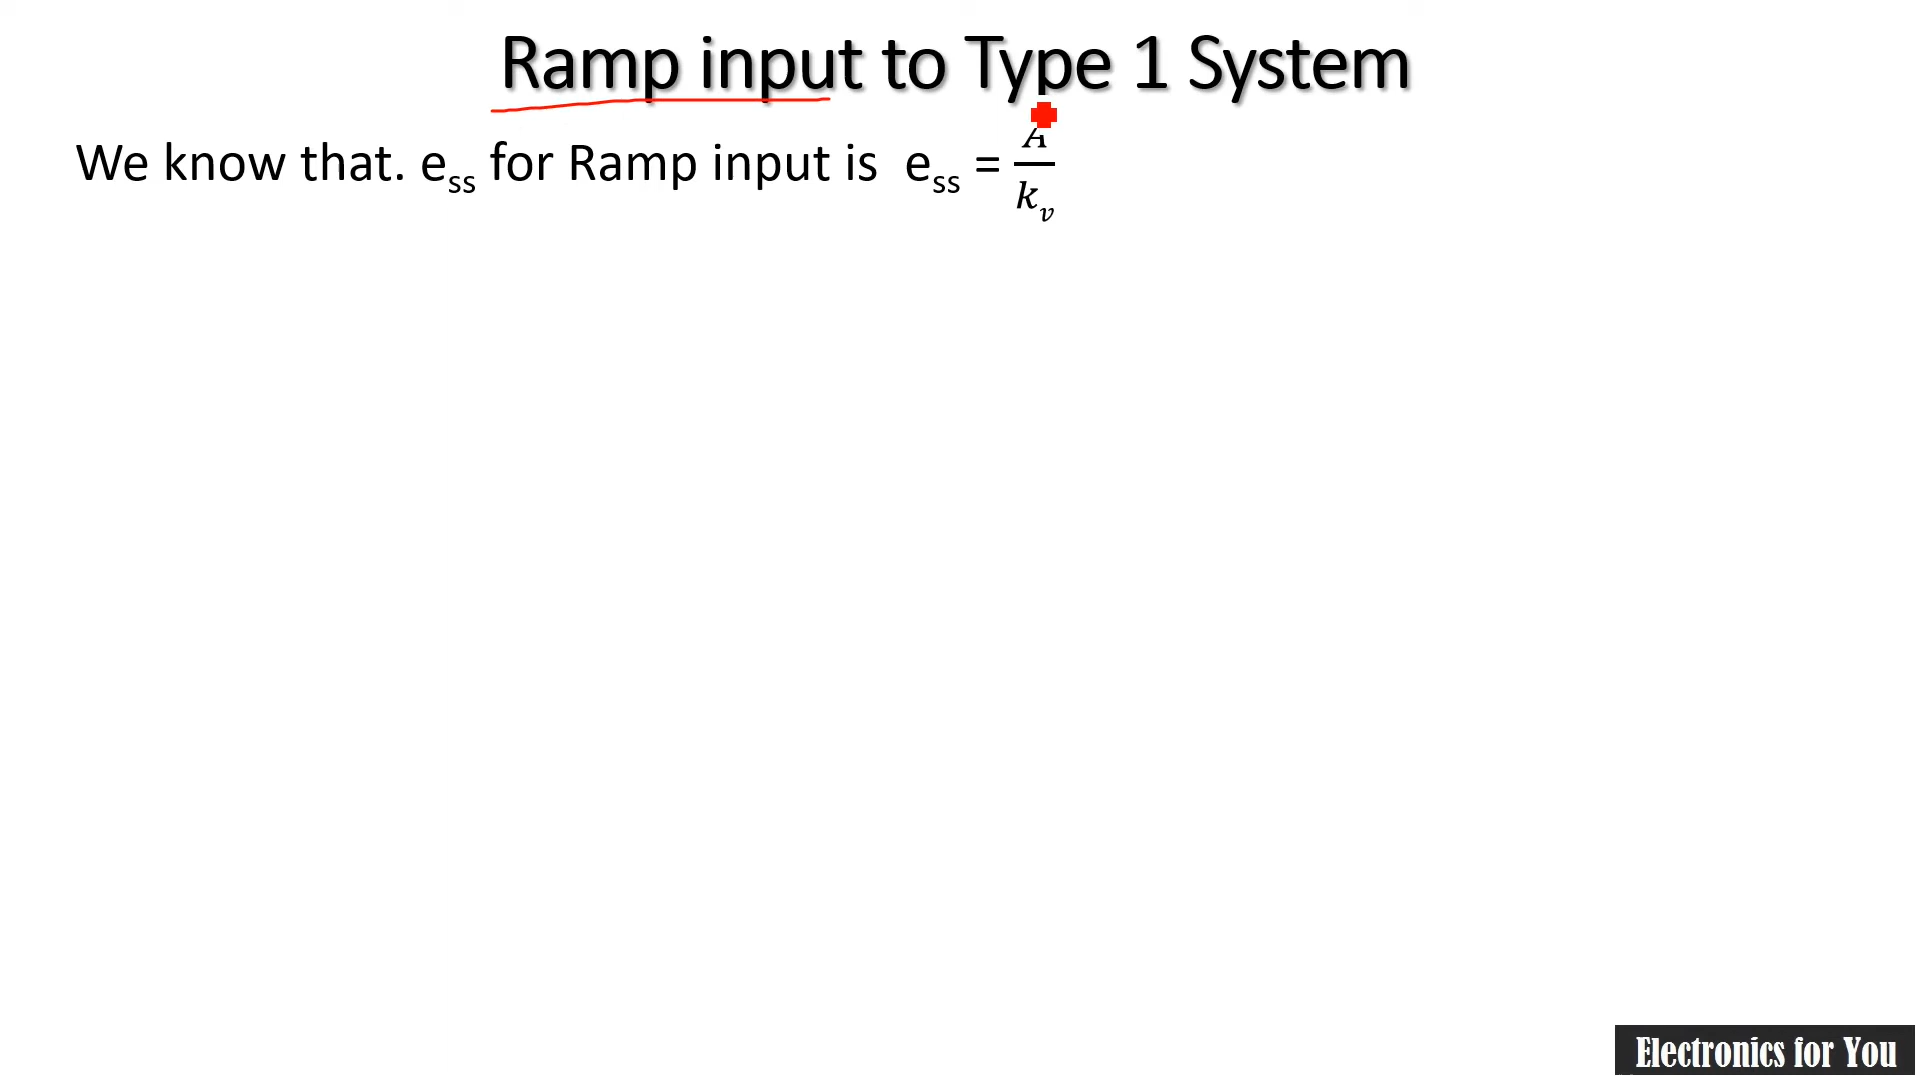 Ramp input to Type 1 System
We know that. eₛₛ for Ramp input is eₛₛ = A/kᵥ
Electronics for You